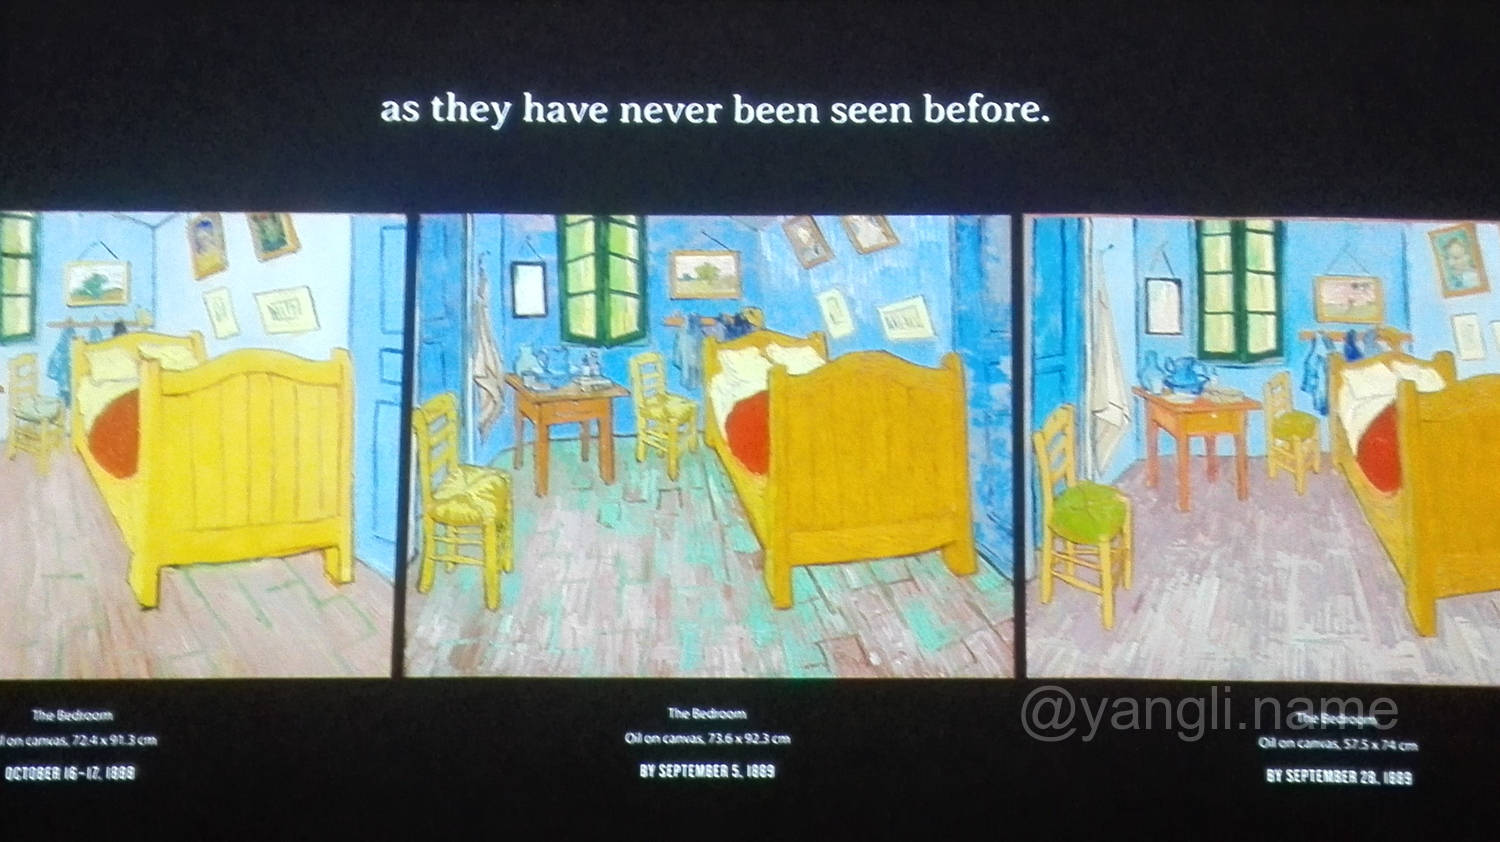 as they have never been seen before.
The Bedroom
l on canvas, 72.4 x 91.3 cm
OCTOBER 16-17, 1888
The Bedroom
Oil on canvas, 73.6 x 92.3 cm
BY SEPTEMBER 5, 1889
@yangli.name
The Bedroom
Oil on canvas, 57.5 x 74 cm
BY SEPTEMBER 28, 1889